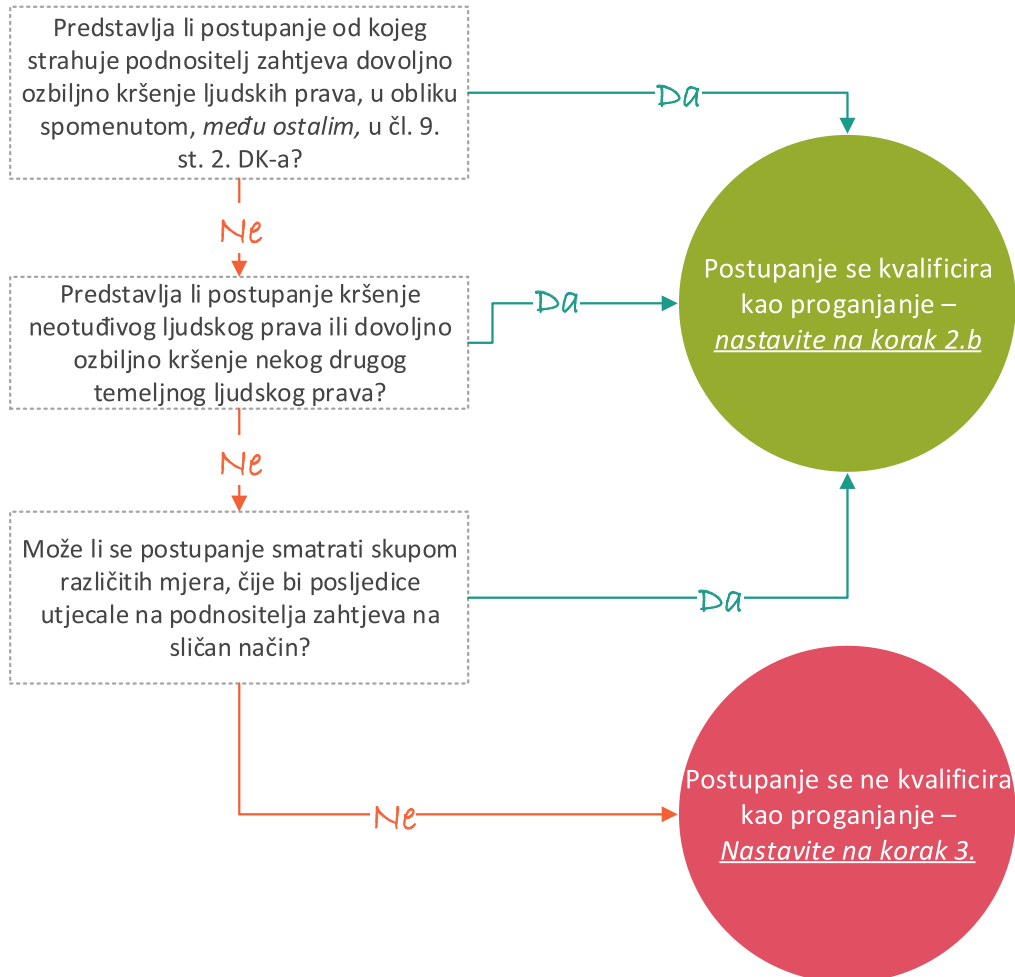 Predstavlja li postupanje od kojeg
strahuje podnositelj zahtjeva dovoljno
ozbiljno kršenje ljudskih prava, u obliku
spomenutom, među ostalim, u čl. 9.
st. 2. DK-a?
Da
Ne
Predstavlja li postupanje kršenje
neotuđivog ljudskog prava ili dovoljno
ozbiljno kršenje nekog drugog
temeljnog ljudskog prava?
Da
Postupanje se kvalificira
kao proganjanje –
nastavite na korak 2.b
Ne
Može li se postupanje smatrati skupom
različitih mjera, čije bi posljedice
utjecale na podnositelja zahtjeva na
sličan način?
Da
Ne
Postupanje se ne kvalificira
kao proganjanje –
Nastavite na korak 3.